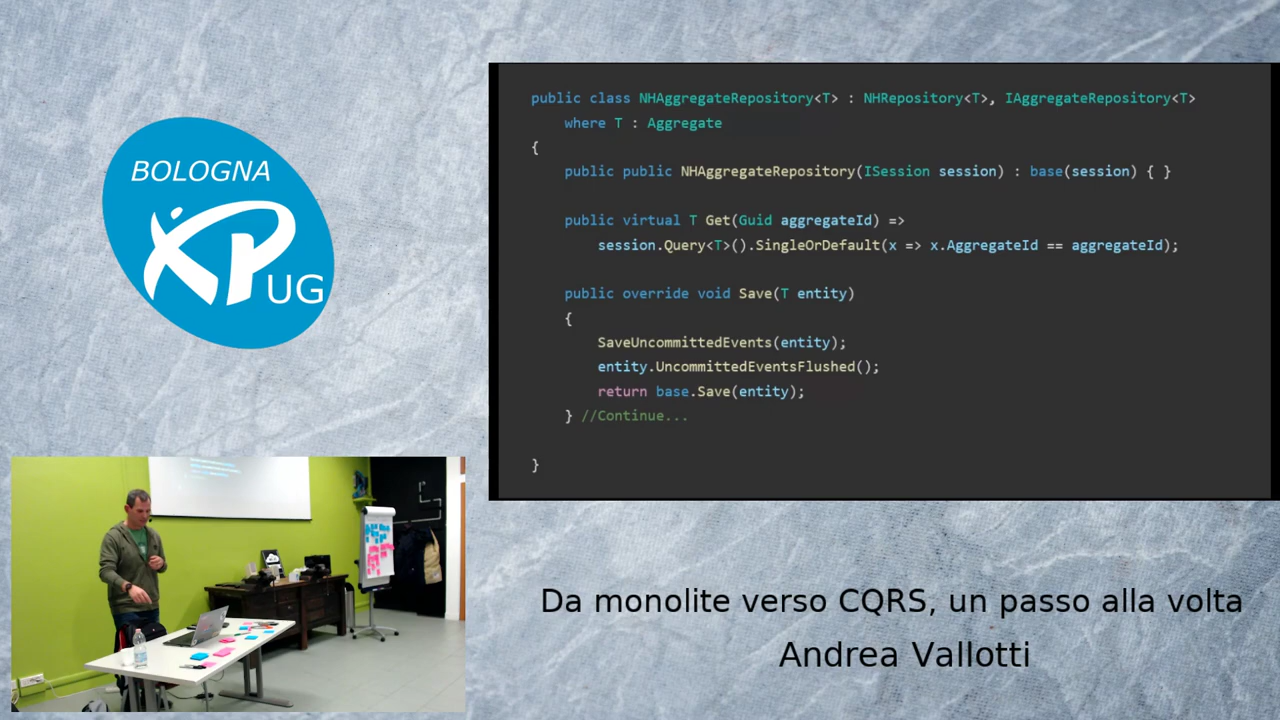 BOLOGNA
XP
UG
public class NHAggregateRepository<T> : NHRepository<T>, IAggregateRepository<T>
where T : Aggregate
{
public public NHAggregateRepository(ISession session) : base(session) { }
public virtual T Get(Guid aggregateId) =>
session.Query<T>().SingleOrDefault(x => x.AggregateId == aggregateId);
public override void Save(T entity)
{
SaveUncommittedEvents(entity);
entity.UncommittedEventsFlushed();
return base.Save(entity);
} //Continue...
}
Da monolite verso CQRS, un passo alla volta
Andrea Vallotti